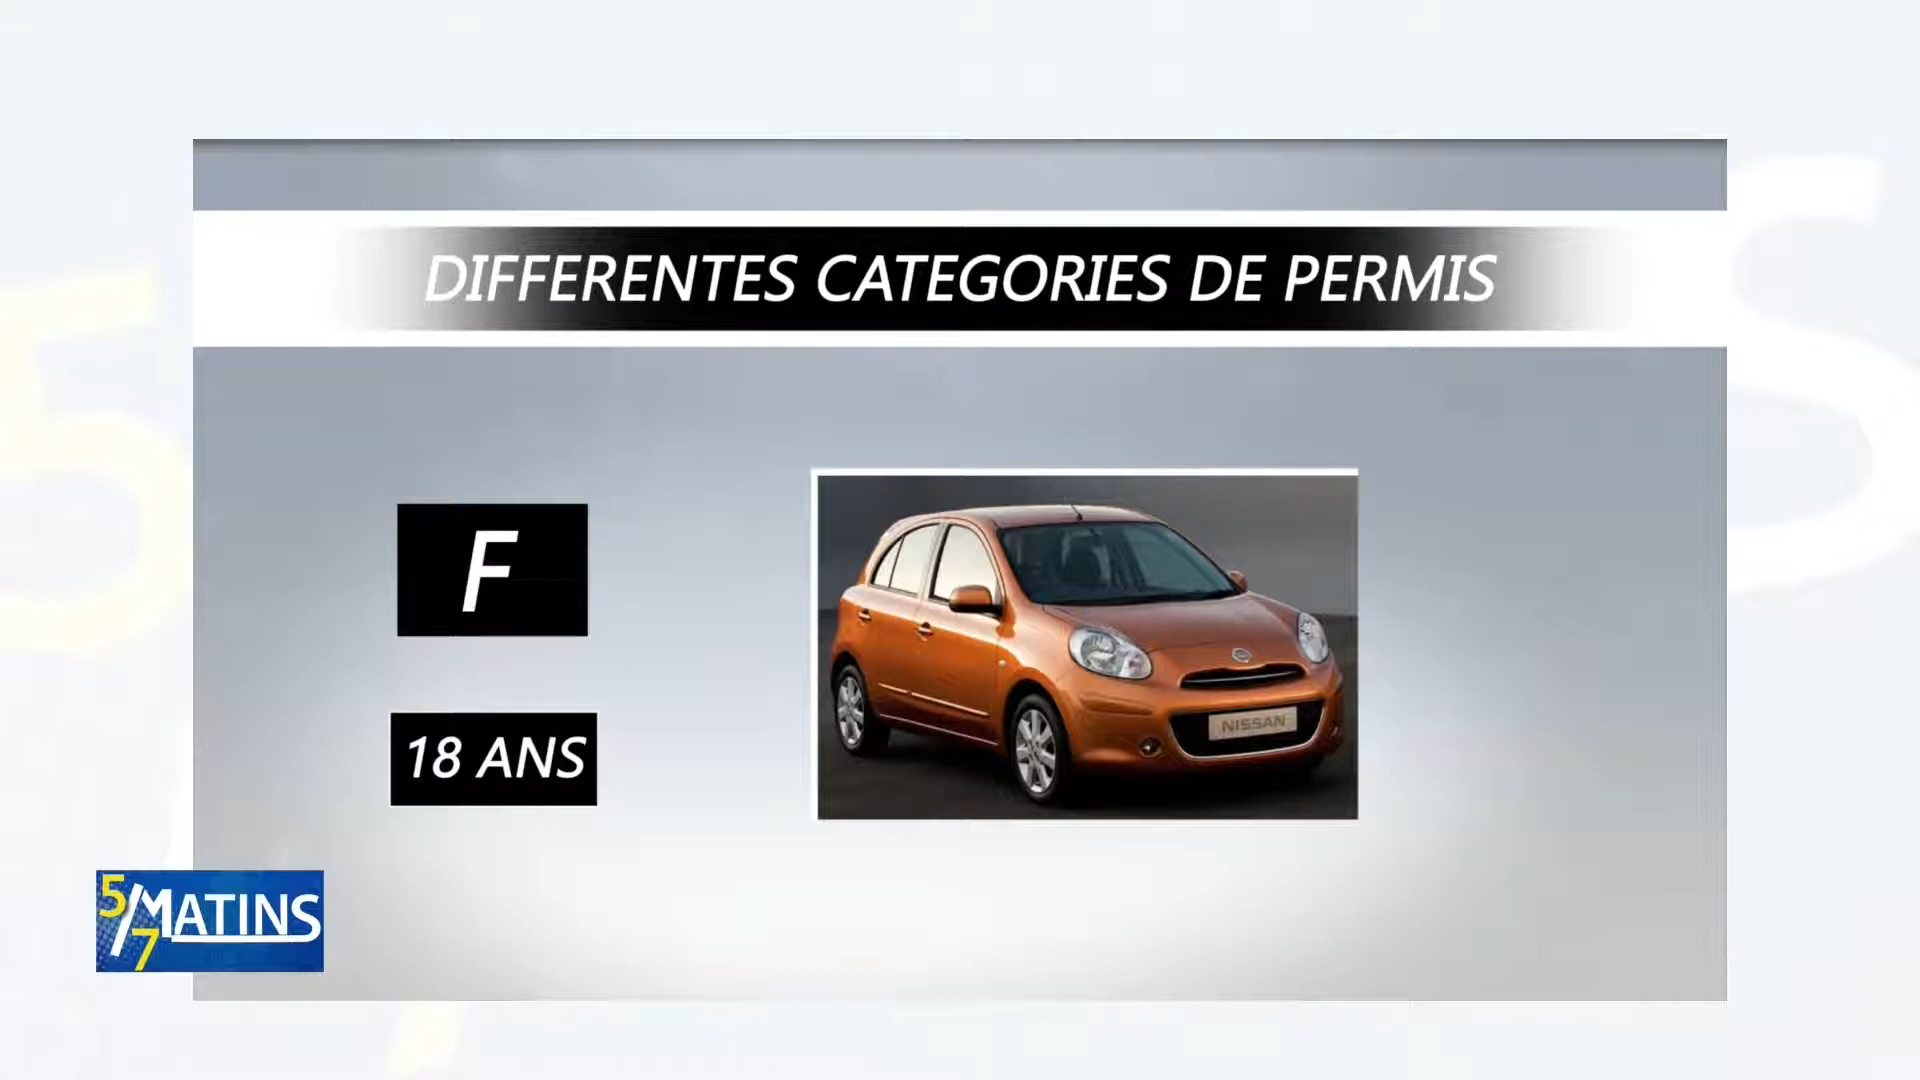 DIFFERENTES CATEGORIES DE PERMIS
F
18 ANS
NISSAN
5/7 MATINS